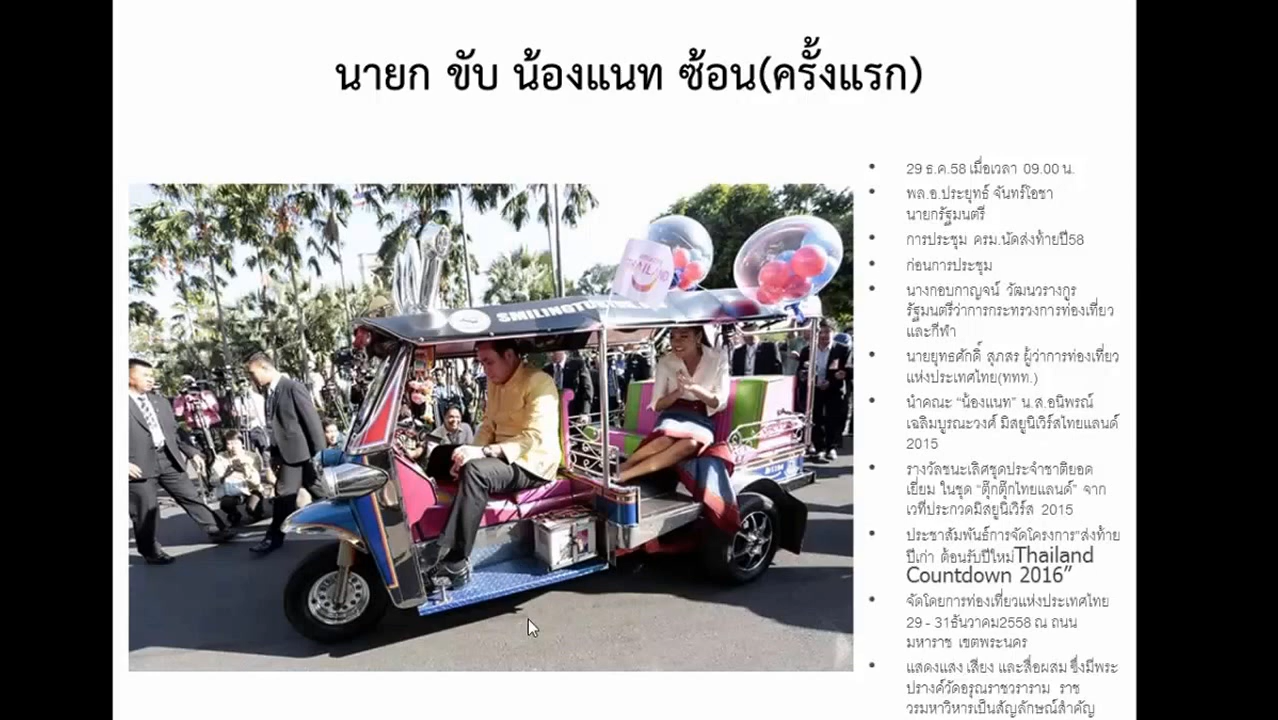 นายก ขับ น้องแนท ซ้อน(ครั้งแรก)
THAILAND
SMILINGTU
• 29 ธ.ค.58 เมื่อเวลา 09.00 น.
• พล.อ.ประยุทธ์ จันทร์โอชา
นายกรัฐมนตรี
• การประชุม ครม.นัดส่งท้ายปี58
• ก่อนการประชุม
• นางกอบกาญจน์ วัฒนวรางกูร
รัฐมนตรีว่าการกระทรวงการท่องเที่ยว
และกีฬา
• นายยุทธศักดิ์ สุภสร ผู้ว่าการท่องเที่ยว
แห่งประเทศไทย(ททท.)
• นำคณะ “น้องแนท” น.ส.อนิพรณ์
เฉลิมบูรณะวงศ์ มิสยูนิเวิร์สไทยแลนด์
2015
• รางวัลชนะเลิศชุดประจำชาติยอด
เยี่ยม ในชุด “ตุ๊กตุ๊กไทยแลนด์” จาก
เวทีประกวดมิสยูนิเวิร์ส 2015
• ประชาสัมพันธ์การจัดโครงการ“ส่งท้าย
ปีเก่า ต้อนรับปีใหม่Thailand
Countdown 2016”
• จัดโดยการท่องเที่ยวแห่งประเทศไทย
29 - 31ธันวาคม2558 ณ ถนน
มหาราช เขตพระนคร
• แสดงแสง เสียง และสื่อผสม ซึ่งมีพระ
ปรางค์วัดอรุณราชวราราม ราช
วรมหาวิหารเป็นสัญลักษณ์สำคัญ